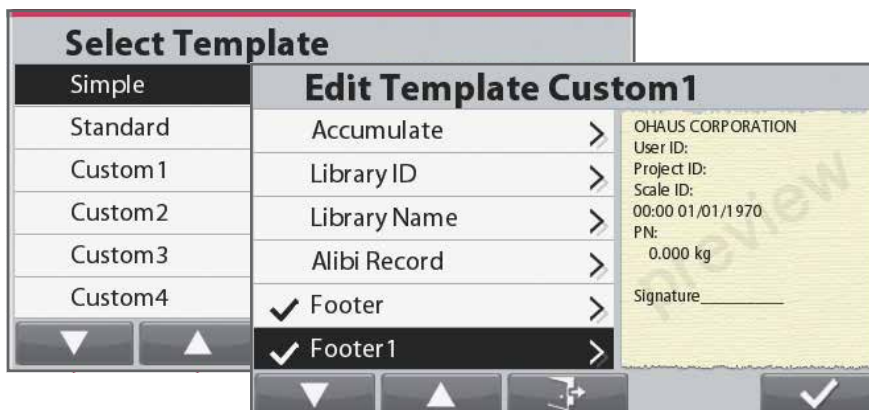 Select Template
Simple
Standard
Custom1
Custom2
Custom3
Custom4
Edit Template Custom1
Accumulate
Library ID
Library Name
Alibi Record
Footer
Footer1
OHAUS CORPORATION
User ID:
Project ID:
Scale ID:
00:00 01/01/1970
PN:
0.000 kg
Signature__________
preview